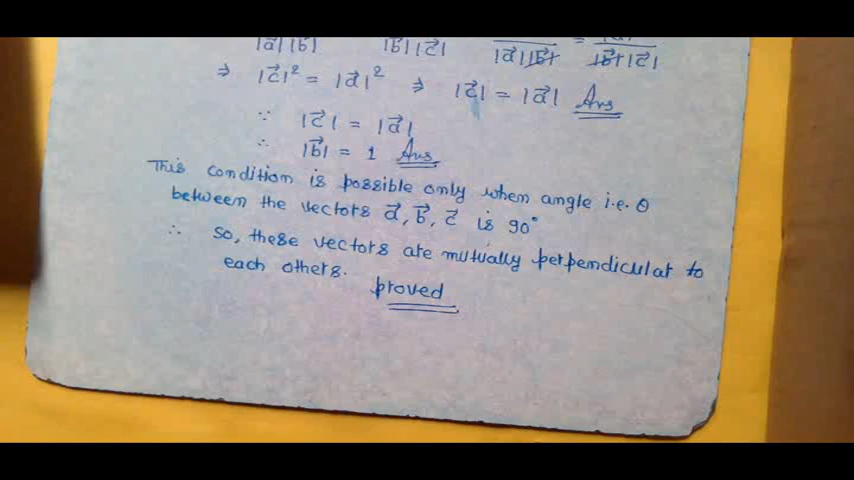 |a⃗| |b⃗| |b⃗| |c⃗| |a⃗| |b⃗| = |b⃗| |c⃗|
⇒ |c⃗|² = |a⃗|² ⇒ |c⃗| = |a⃗| Ans
∵ |c⃗| = |a⃗|
∴ |b⃗| = 1 Ans
This condition is possible only when angle i.e. θ
between the vectors a⃗, b⃗, c⃗ is 90°
∴ so, these vectors are mutually perpendicular to
each others. proved